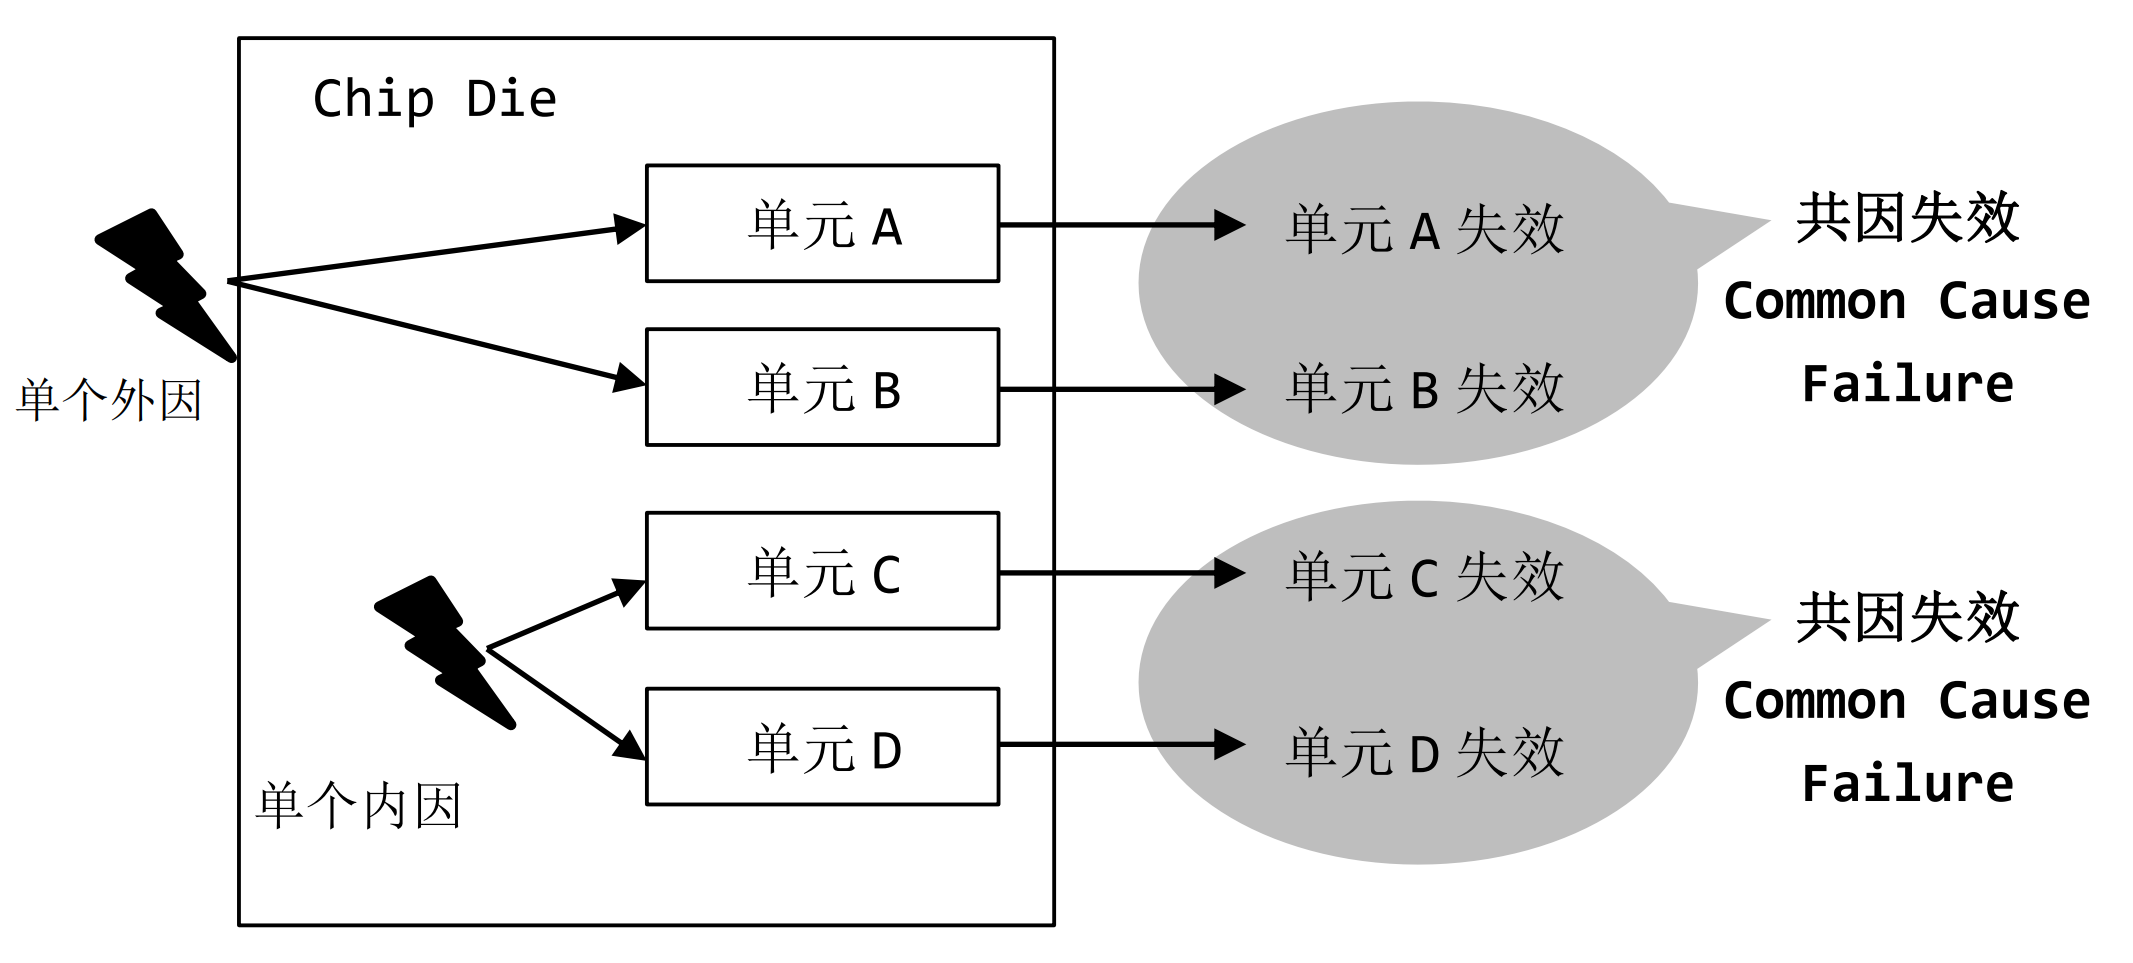 Chip Die
单元 A
单元 A 失效
共因失效
Common Cause
Failure
单个外因
单元 B
单元 B 失效
单元 C
单元 C 失效
共因失效
Common Cause
Failure
单个内因
单元 D
单元 D 失效